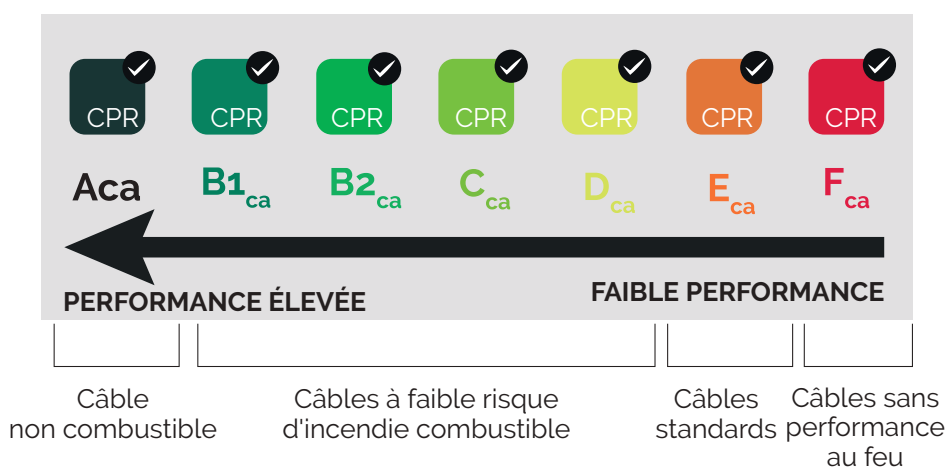 CPR CPR CPR CPR CPR CPR CPR
Aca B1ca B2ca Cca Dca Eca Fca
PERFORMANCE ÉLEVÉE
FAIBLE PERFORMANCE
Câble
non combustible
Câbles à faible risque
d'incendie combustible
Câbles
standards
Câbles sans
performance
au feu